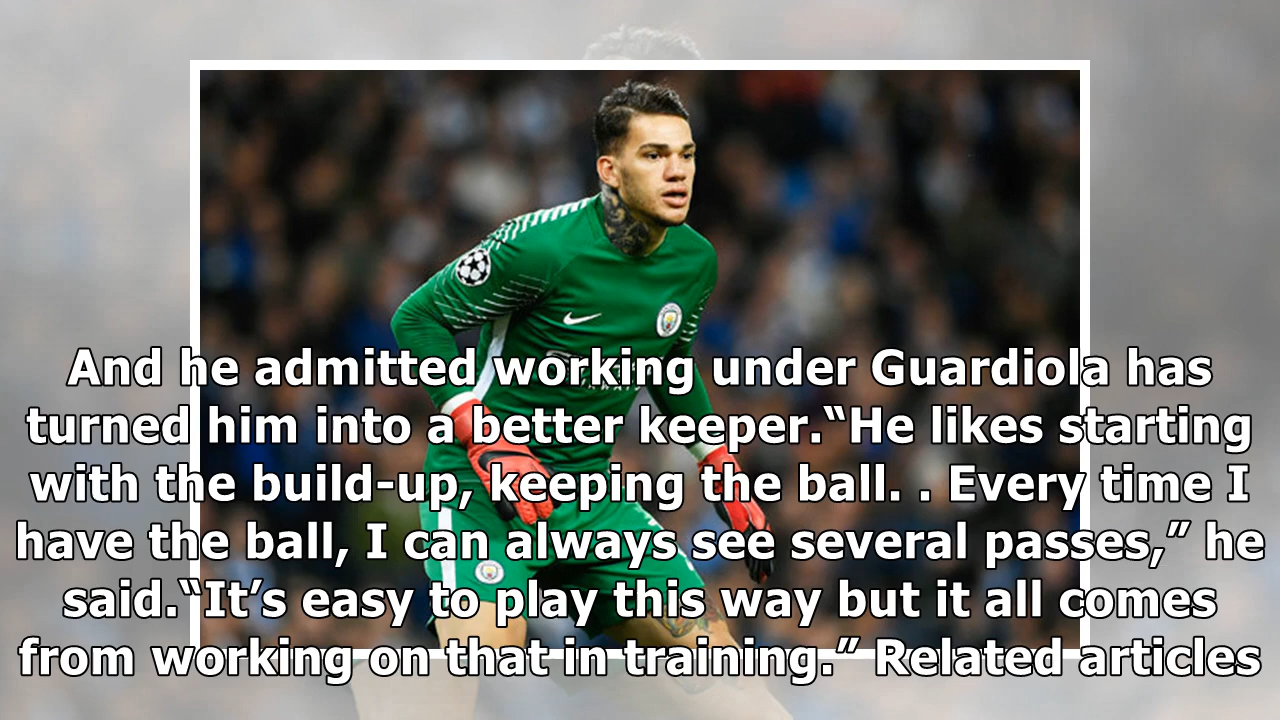 And he admitted working under Guardiola has
turned him into a better keeper.“He likes starting
with the build-up, keeping the ball. . Every time I
have the ball, I can always see several passes,” he
said.“It’s easy to play this way but it all comes
from working on that in training.” Related articles